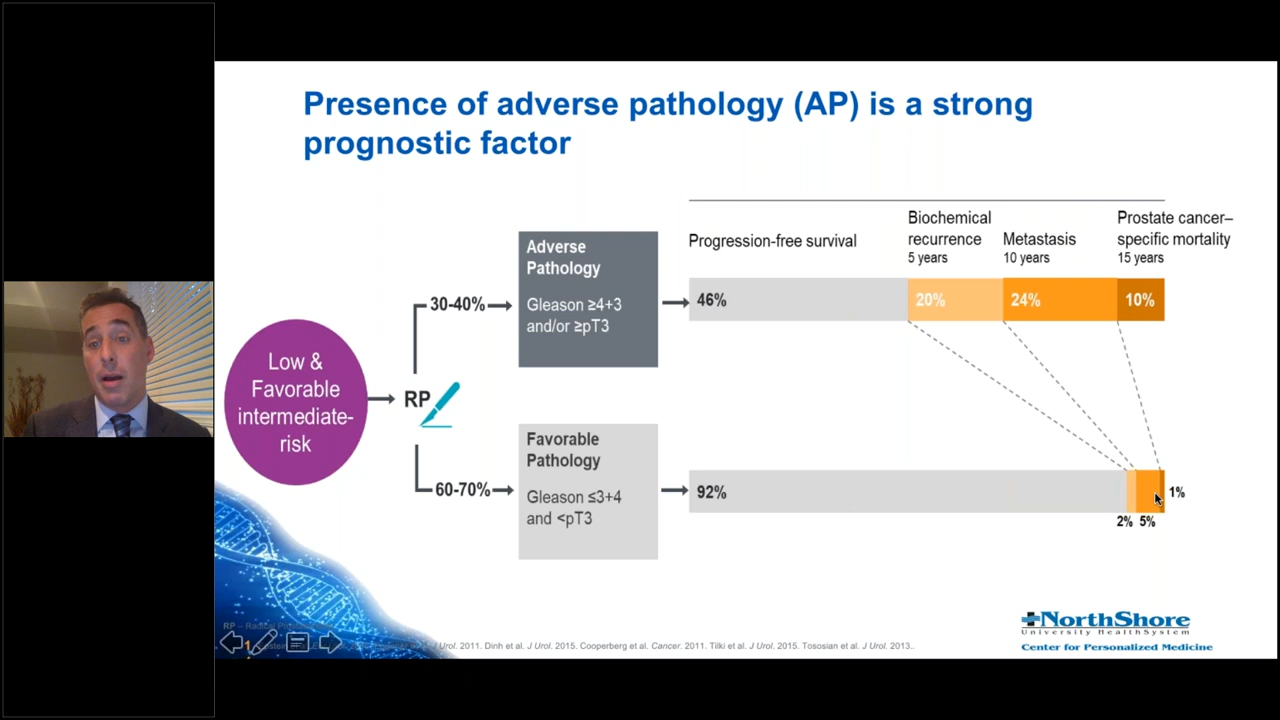 Presence of adverse pathology (AP) is a strong
prognostic factor
Low &
Favorable
intermediate-
risk
RP
30-40%
60-70%
Adverse
Pathology
Gleason ≥4+3
and/or ≥pT3
Favorable
Pathology
Gleason ≤3+4
and <pT3
Progression-free survival
Biochemical
recurrence
5 years
Metastasis
10 years
Prostate cancer–
specific mortality
15 years
46%
20%
24%
10%
92%
1%
2% 5%
RP – Radical
J Urol. 2011. Dinh et al. J Urol. 2015. Cooperberg et al. Cancer. 2011. Tilki et al. J Urol. 2015. Tososian et al. J Urol. 2013..
NorthShore
University HealthSystem
Center for Personalized Medicine